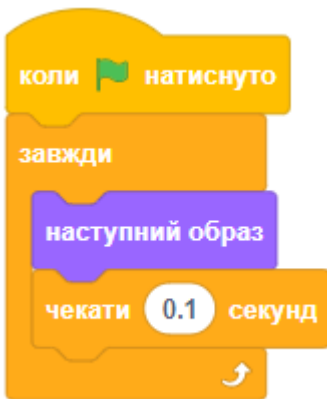 коли натиснуто
завжди
наступний образ
чекати 0.1 секунд